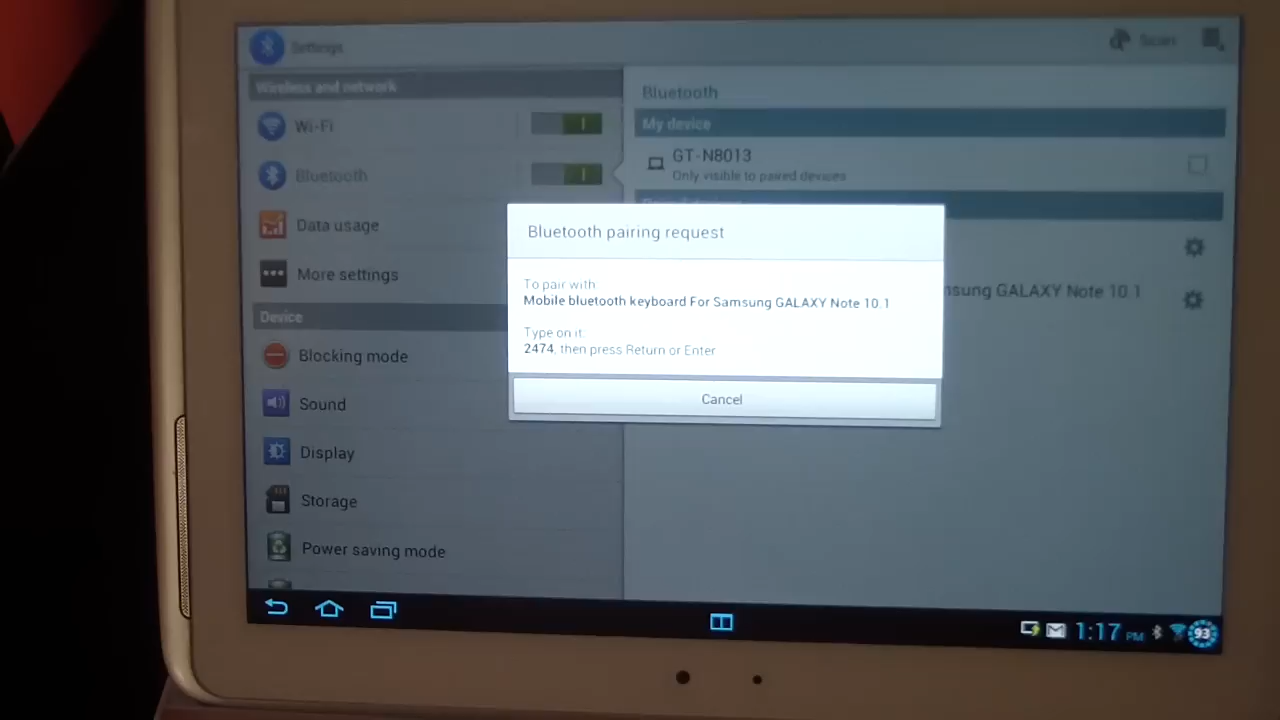 Settings
Scan
Wireless and network
Wi-Fi
Bluetooth
Data usage
More settings
Device
Blocking mode
Sound
Display
Storage
Power saving mode
Bluetooth
My device
GT-N8013
Only visible to paired devices
nsung GALAXY Note 10.1
Bluetooth pairing request
To pair with:
Mobile bluetooth keyboard For Samsung GALAXY Note 10.1
Type on it:
2474, then press Return or Enter
Cancel
1:17 PM
93